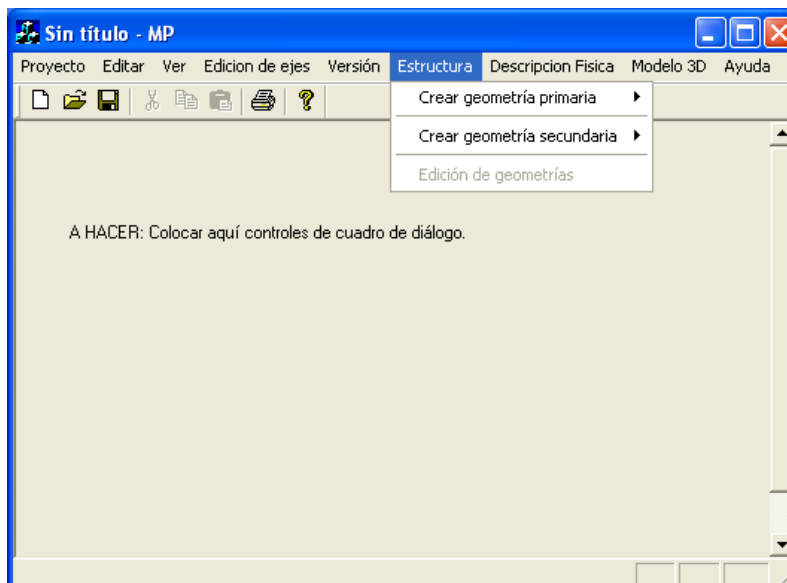 Sin título - MP
Proyecto Editar Ver Edicion de ejes Versión Estructura Descripcion Fisica Modelo 3D Ayuda
Crear geometría primaria
Crear geometría secundaria
Edición de geometrías
A HACER: Colocar aquí controles de cuadro de diálogo.